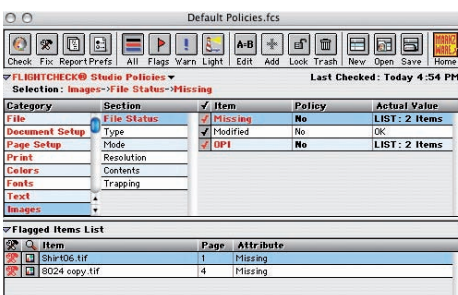 Default Policies.fcs
Check Fix Report Prefs All Flags Warn Light Edit Add Lock Trash New Open Save Home
A-B
MARKZWARE
FLIGHTCHECK® Studio Policies Last Checked: Today 4:54 PM
Selection: Images->File Status->Missing
Category Section ✓ Item Policy Actual Value
File File Status ✓ Missing No LIST: 2 Items
Document Setup Type ✓ Modified No OK
Page Setup Mode ✓ OPI No LIST: 2 Items
Print Resolution
Colors Contents
Fonts Trapping
Text
Images
Flagged Items List
Item Page Attribute
Shirt06.tif 1 Missing
8024 copy.tif 4 Missing